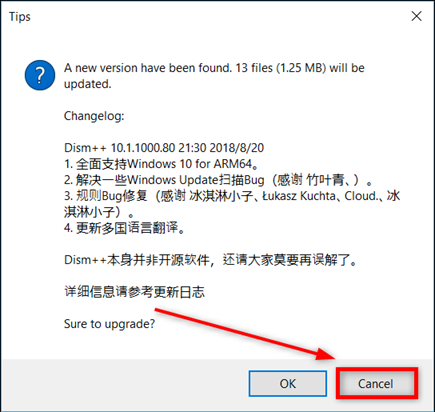 Tips
A new version have been found. 13 files (1.25 MB) will be
updated.
Changelog:
Dism++ 10.1.1000.80 21:30 2018/8/20
1. 全面支持Windows 10 for ARM64。
2. 解决一些Windows Update扫描Bug（感谢 竹叶青、）。
3. 规则Bug修复（感谢 冰淇淋小子、Łukasz Kuchta、Cloud.、冰
淇淋小子）。
4. 更新多国语言翻译。
Dism++本身并非开源软件，还请大家莫要再误解了。
详细信息请参考更新日志
Sure to upgrade?
OK
Cancel